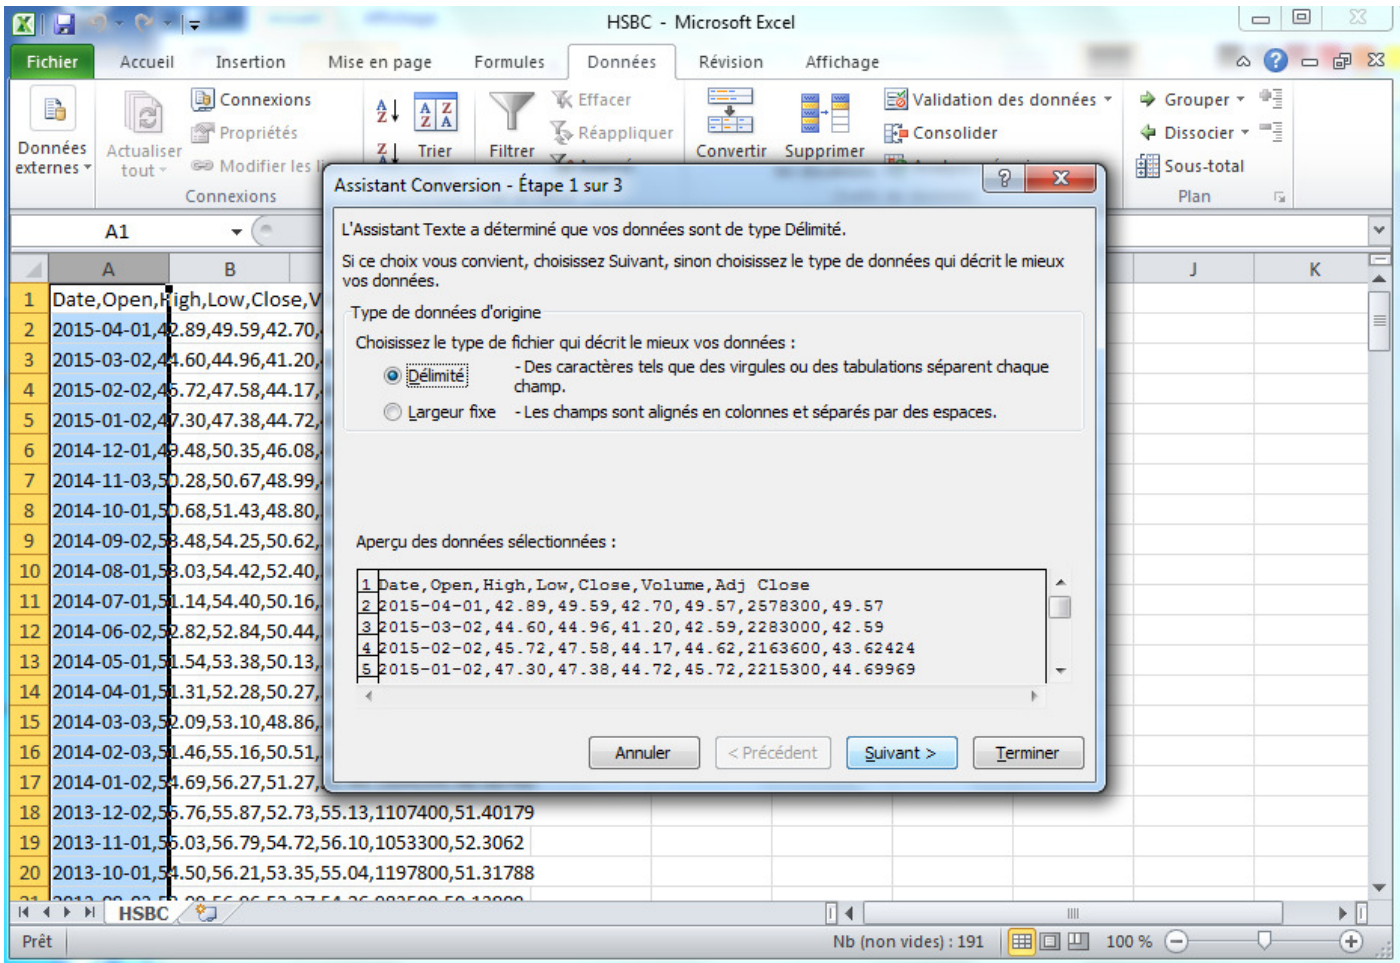 HSBC - Microsoft Excel
Fichier Accueil Insertion Mise en page Formules Données Révision Affichage
Connexions Effacer Validation des données Grouper
Propriétés Réappliquer Consolider Dissocier
Données externes Actualiser tout Modifier les li Trier Filtrer Convertir Supprimer Sous-total
Connexions Plan
Assistant Conversion - Étape 1 sur 3
A1
L'Assistant Texte a déterminé que vos données sont de type Délimité.
Si ce choix vous convient, choisissez Suivant, sinon choisissez le type de données qui décrit le mieux
vos données.
Type de données d'origine
Choisissez le type de fichier qui décrit le mieux vos données :
Délimité - Des caractères tels que des virgules ou des tabulations séparent chaque
champ.
Largeur fixe - Les champs sont alignés en colonnes et séparés par des espaces.
Aperçu des données sélectionnées :
1 Date,Open,High,Low,Close,Volume,Adj Close
2 2015-04-01,42.89,49.59,42.70,49.57,2578300,49.57
3 2015-03-02,44.60,44.96,41.20,42.59,2283000,42.59
4 2015-02-02,45.72,47.58,44.17,44.62,2163600,43.62424
5 2015-01-02,47.30,47.38,44.72,45.72,2215300,44.69969
Annuler < Précédent Suivant > Terminer
A B J K
1 Date,Open,High,Low,Close,V
2 2015-04-01,42.89,49.59,42.70,
3 2015-03-02,44.60,44.96,41.20,
4 2015-02-02,45.72,47.58,44.17,
5 2015-01-02,47.30,47.38,44.72,
6 2014-12-01,49.48,50.35,46.08,
7 2014-11-03,50.28,50.67,48.99,
8 2014-10-01,50.68,51.43,48.80,
9 2014-09-02,53.48,54.25,50.62,
10 2014-08-01,53.03,54.42,52.40,
11 2014-07-01,51.14,54.40,50.16,
12 2014-06-02,52.82,52.84,50.44,
13 2014-05-01,51.54,53.38,50.13,
14 2014-04-01,51.31,52.28,50.27,
15 2014-03-03,52.09,53.10,48.86,
16 2014-02-03,51.46,55.16,50.51,
17 2014-01-02,54.69,56.27,51.27,
18 2013-12-02,55.76,55.87,52.73,55.13,1107400,51.40179
19 2013-11-01,55.03,56.79,54.72,56.10,1053300,52.3062
20 2013-10-01,54.50,56.21,53.35,55.04,1197800,51.31788
HSBC
Prêt Nb (non vides) : 191 100 %